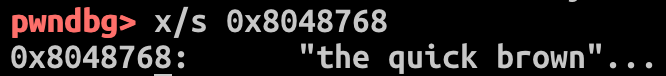 pwndbg> x/s 0x8048768
0x8048768:      "the quick brown"...